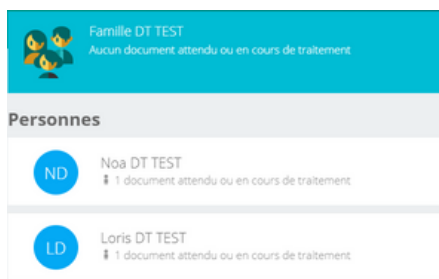 Famille DT TEST
Aucun document attendu ou en cours de traitement
Personnes
ND
Noa DT TEST
1 document attendu ou en cours de traitement
LD
Loris DT TEST
1 document attendu ou en cours de traitement